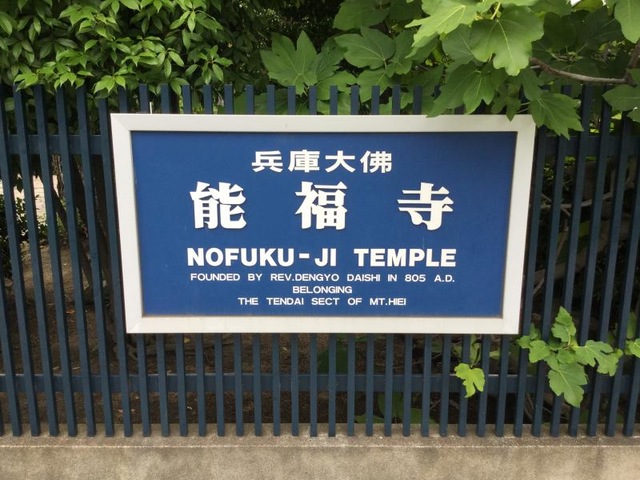 兵庫大佛
能福寺
NOFUKU-JI TEMPLE
FOUNDED BY REV.DENGYO DAISHI IN 805 A.D.
BELONGING
THE TENDAI SECT OF MT.HIEI